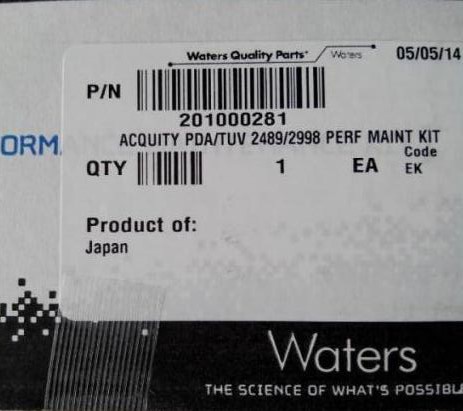 Waters Quality Parts® Waters 05/05/14
P/N
201000281
ORM
ACQUITY PDA/TUV 2489/2998 PERF MAINT KIT
Code
QTY 1 EA EK
Product of:
Japan
Waters
THE SCIENCE OF WHAT'S POSSIBL